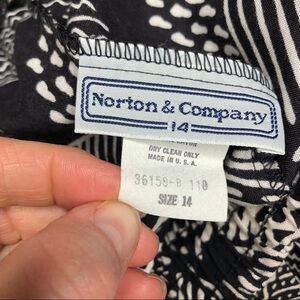 Norton & Company
14
DRY CLEAN ONLY
MADE IN U. S. A.
36158-B 110
SIZE 14